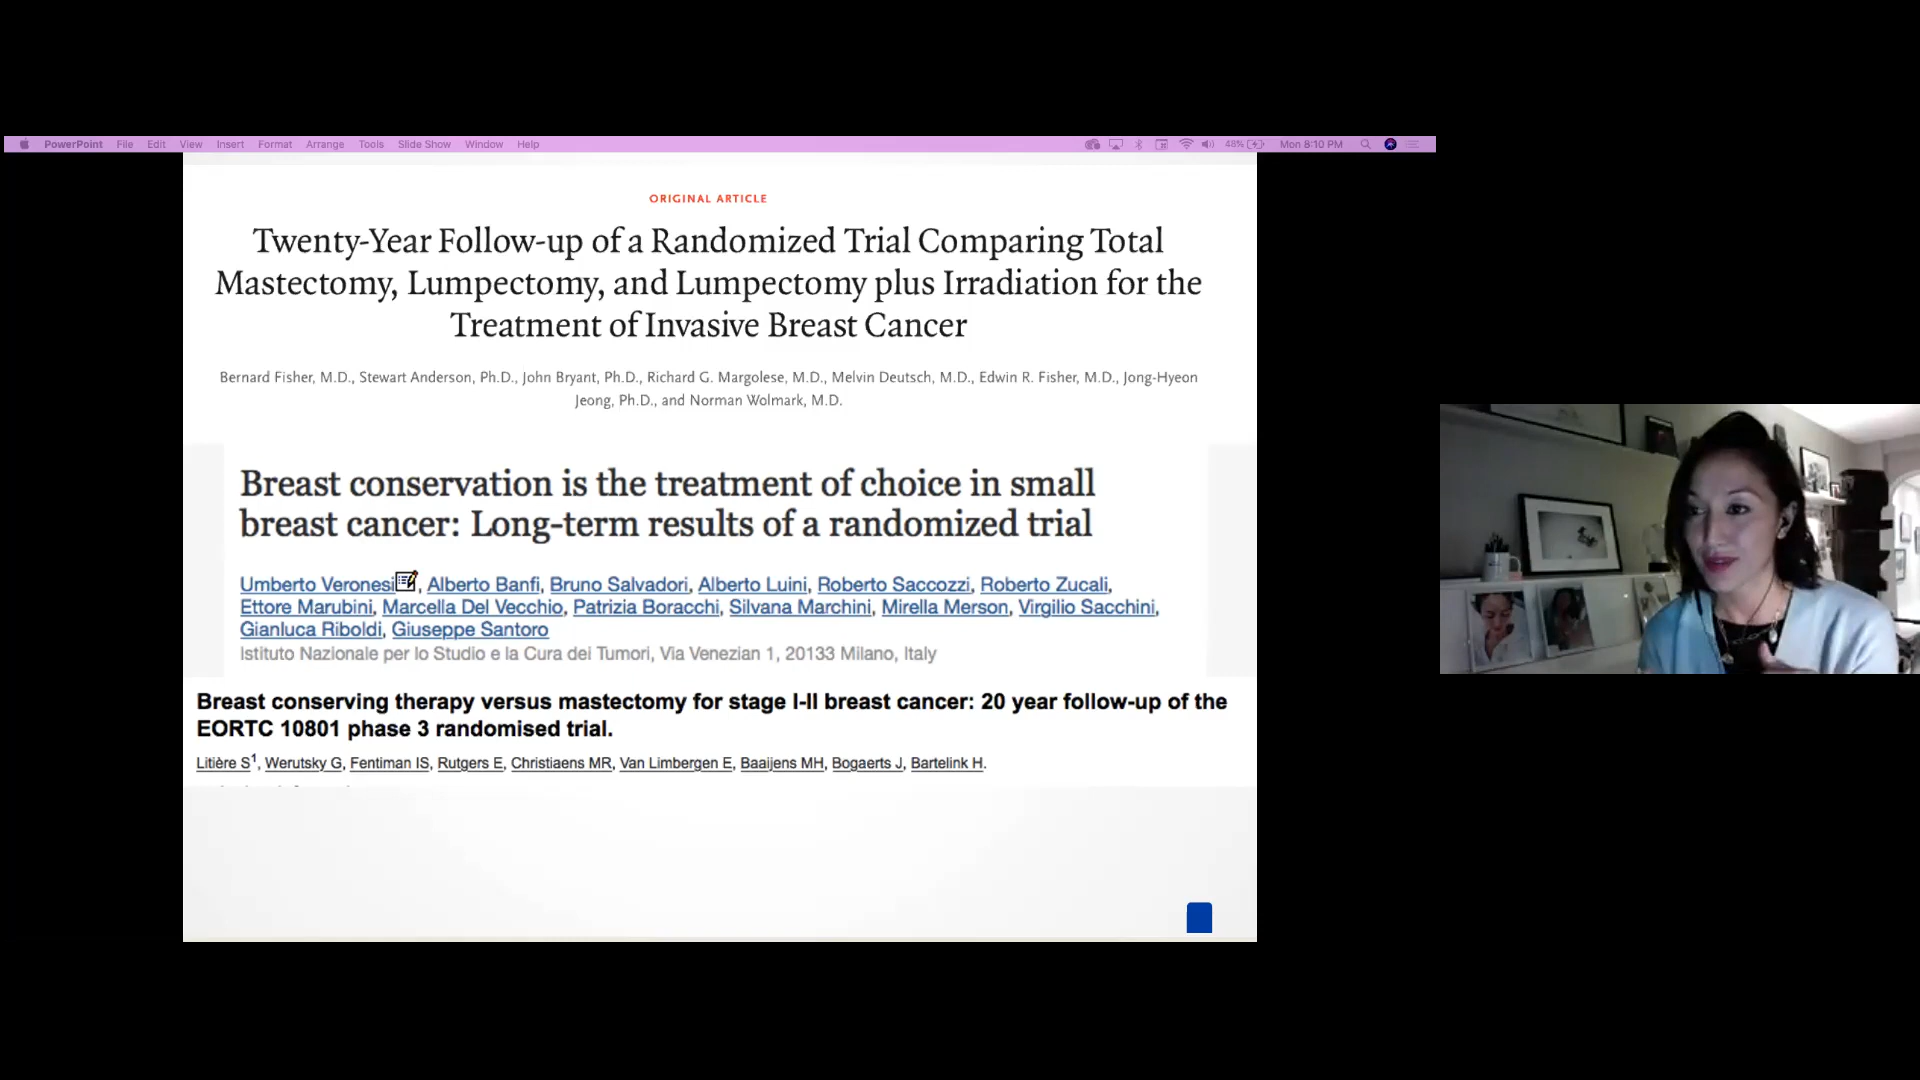 PowerPoint File Edit View Insert Format Arrange Tools Slide Show Window Help 48% Mon 8:10 PM
ORIGINAL ARTICLE
Twenty-Year Follow-up of a Randomized Trial Comparing Total
Mastectomy, Lumpectomy, and Lumpectomy plus Irradiation for the
Treatment of Invasive Breast Cancer
Bernard Fisher, M.D., Stewart Anderson, Ph.D., John Bryant, Ph.D., Richard G. Margolese, M.D., Melvin Deutsch, M.D., Edwin R. Fisher, M.D., Jong-Hyeon
Jeong, Ph.D., and Norman Wolmark, M.D.
Breast conservation is the treatment of choice in small
breast cancer: Long-term results of a randomized trial
Umberto Veronesi, Alberto Banfi, Bruno Salvadori, Alberto Luini, Roberto Saccozzi, Roberto Zucali,
Ettore Marubini, Marcella Del Vecchio, Patrizia Boracchi, Silvana Marchini, Mirella Merson, Virgilio Sacchini,
Gianluca Riboldi, Giuseppe Santoro
Istituto Nazionale per lo Studio e la Cura dei Tumori, Via Venezian 1, 20133 Milano, Italy
Breast conserving therapy versus mastectomy for stage I-II breast cancer: 20 year follow-up of the
EORTC 10801 phase 3 randomised trial.
Litière S1, Werutsky G, Fentiman IS, Rutgers E, Christiaens MR, Van Limbergen E, Baaijens MH, Bogaerts J, Bartelink H.